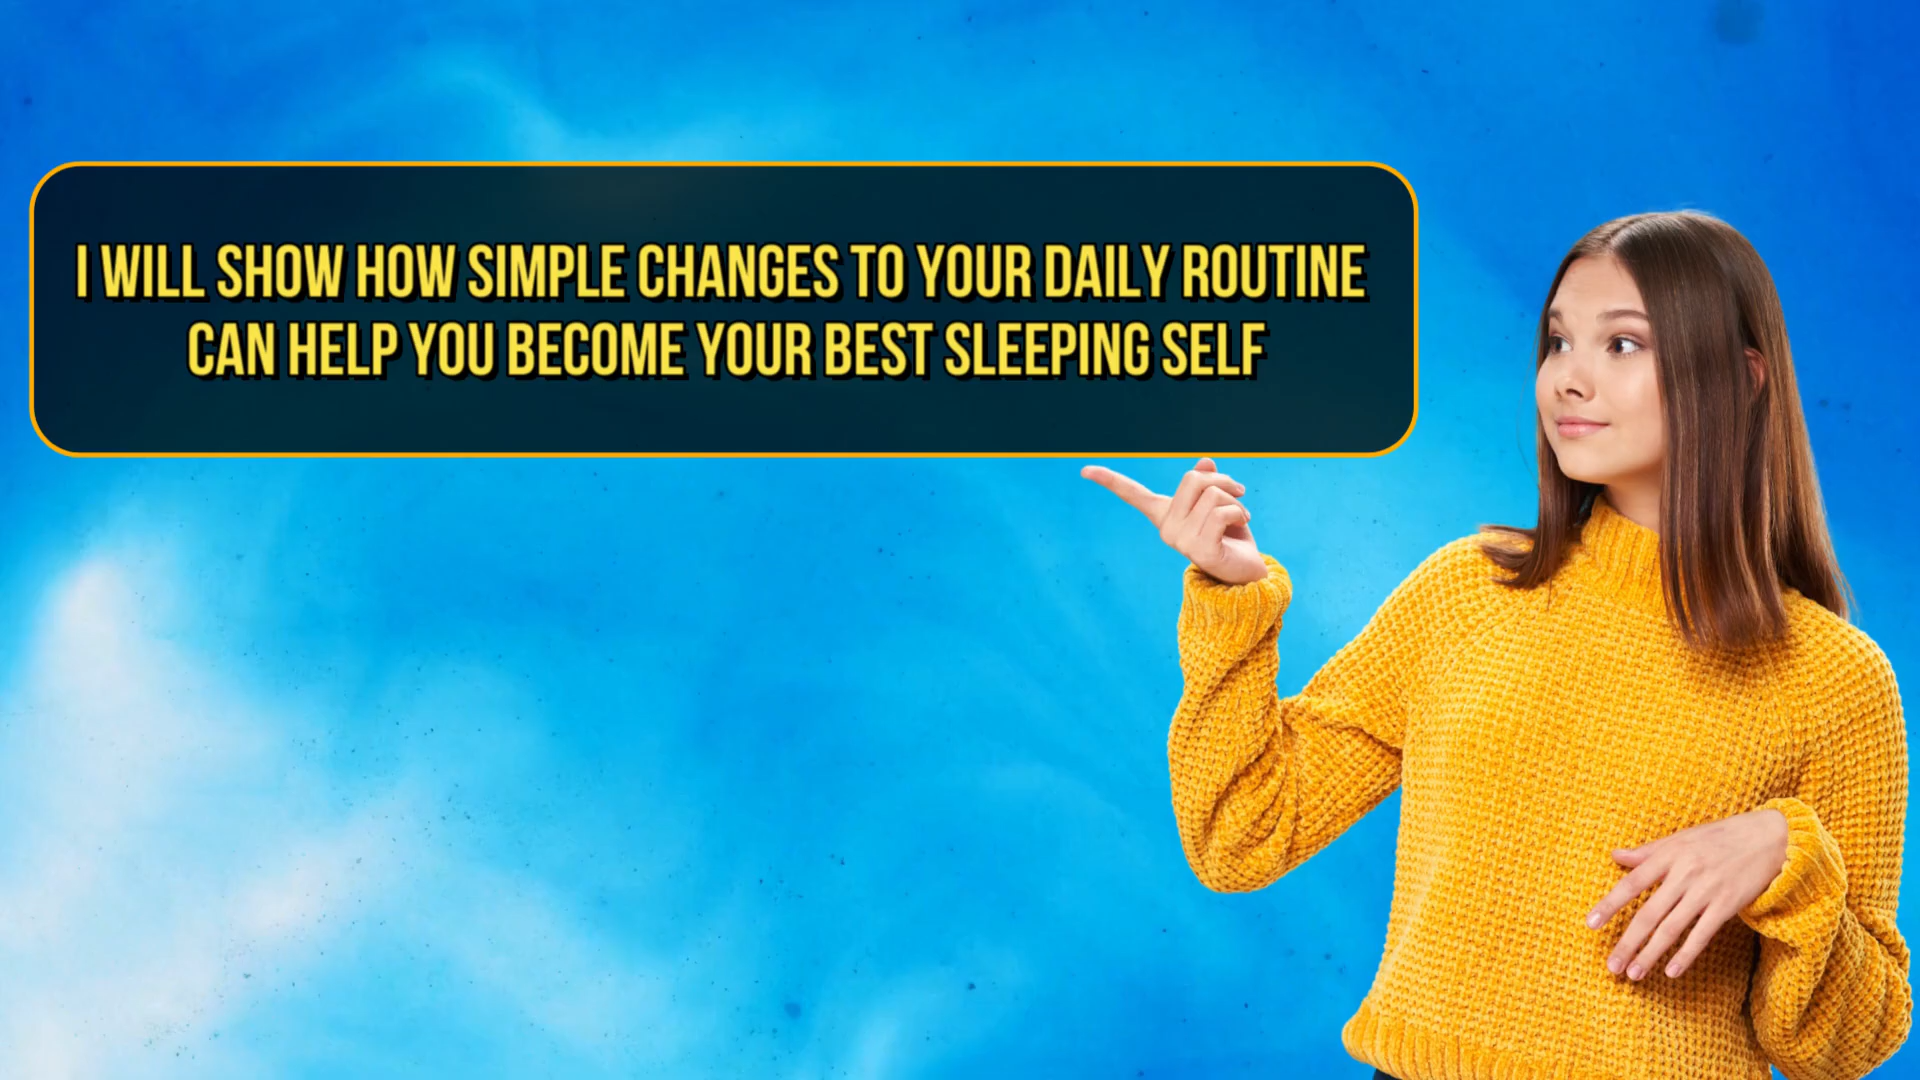 I WILL SHOW HOW SIMPLE CHANGES TO YOUR DAILY ROUTINE
CAN HELP YOU BECOME YOUR BEST SLEEPING SELF